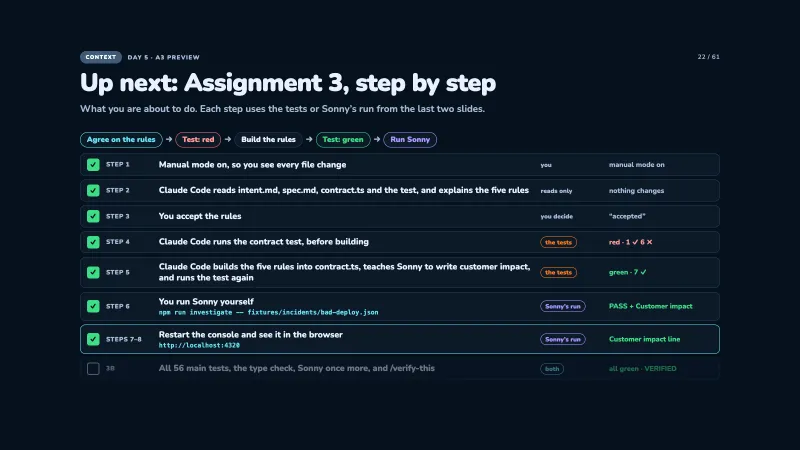 CONTEXT DAY 5 · A3 PREVIEW 22 / 61
Up next: Assignment 3, step by step
What you are about to do. Each step uses the tests or Sonny's run from the last two slides.
Agree on the rules → Test: red → Build the rules → Test: green → Run Sonny
STEP 1 Manual mode on, so you see every file change you manual mode on
STEP 2 Claude Code reads intent.md, spec.md, contract.ts and the test, and explains the five rules reads only nothing changes
STEP 3 You accept the rules you decide "accepted"
STEP 4 Claude Code runs the contract test, before building the tests red · 1 ✓ 6 ✕
STEP 5 Claude Code builds the five rules into contract.ts, teaches Sonny to write customer impact, and runs the test again the tests green · 7 ✓
STEP 6 You run Sonny yourself Sonny's run PASS + Customer impact
npm run investigate -- fixtures/incidents/bad-deploy.json
STEPS 7–8 Restart the console and see it in the browser Sonny's run Customer impact line
http://localhost:4320
3B All 56 main tests, the type check, Sonny once more, and /verify-this both all green · VERIFIED